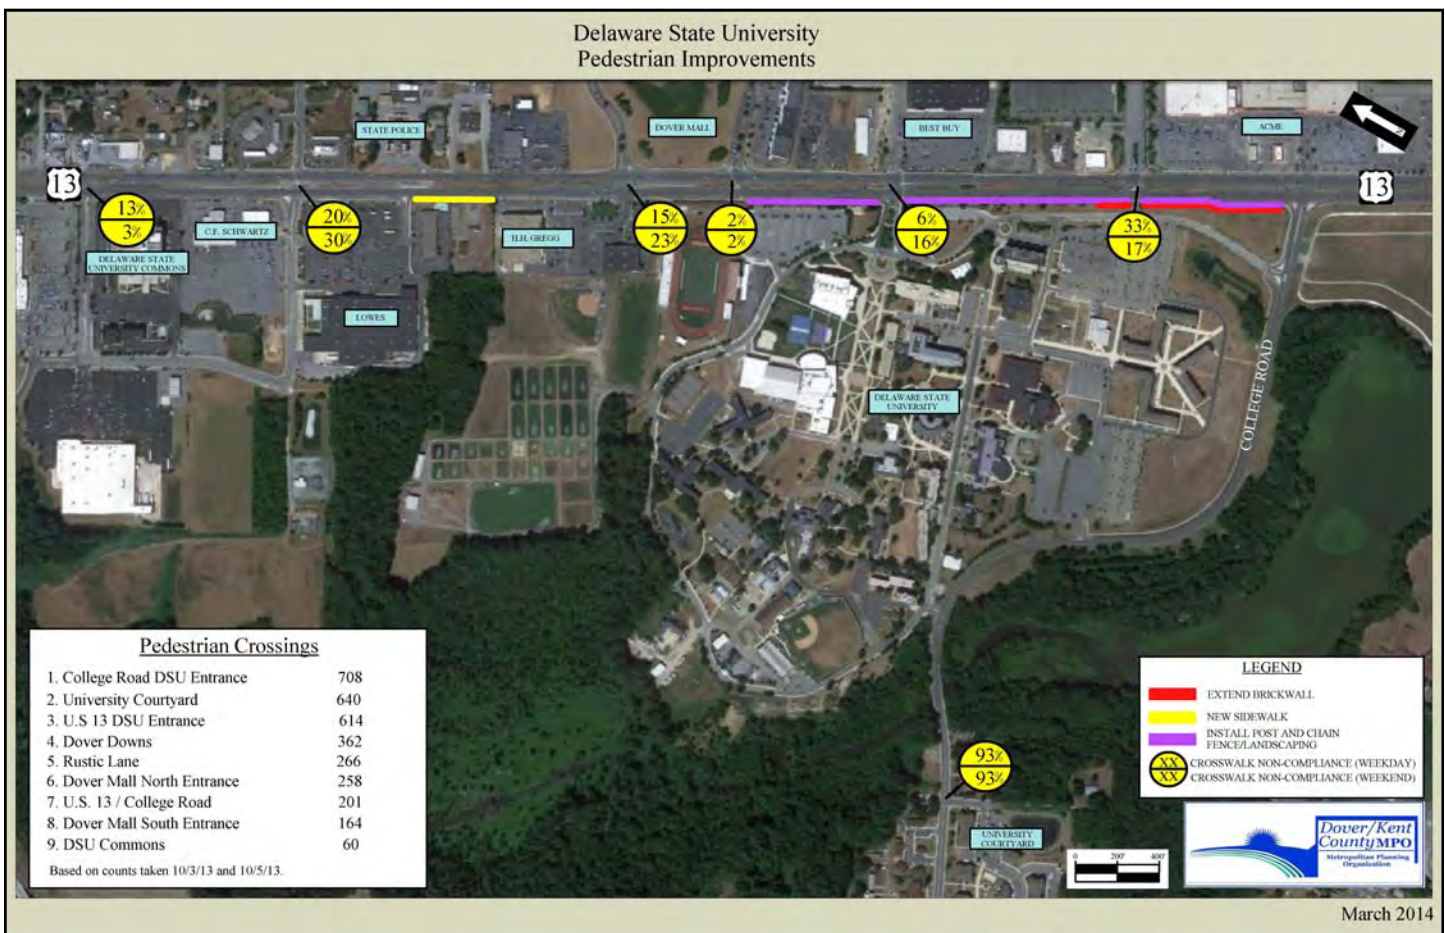 Delaware State University
Pedestrian Improvements
STATE POLICE
DOVER MALL
BEST BUY
ACME
N
13
13
13%
3%
20%
30%
15%
23%
2%
2%
6%
16%
33%
17%
C.F. SCHWARTZ
H.H. GREGG
DELAWARE STATE
UNIVERSITY COMMONS
LOWES
DELAWARE STATE
UNIVERSITY
COLLEGE ROAD
Pedestrian Crossings
1. College Road DSU Entrance 708
2. University Courtyard 640
3. U.S 13 DSU Entrance 614
4. Dover Downs 362
5. Rustic Lane 266
6. Dover Mall North Entrance 258
7. U.S. 13 / College Road 201
8. Dover Mall South Entrance 164
9. DSU Commons 60
Based on counts taken 10/3/13 and 10/5/13.
93%
93%
UNIVERSITY
COURTYARD
LEGEND
EXTEND BRICKWALL
NEW SIDEWALK
INSTALL POST AND CHAIN
FENCE/LANDSCAPING
XX CROSSWALK NON-COMPLIANCE (WEEKDAY)
XX CROSSWALK NON-COMPLIANCE (WEEKEND)
0 200' 400'
Dover/Kent
County MPO
Metropolitan Planning
Organization
March 2014